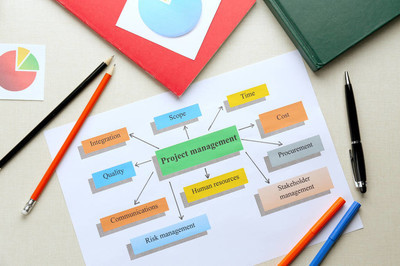 Time
Scope
Cost
Integration
Project management
Procurement
Quality
Human resources
Stakeholder
management
Communications
Risk management